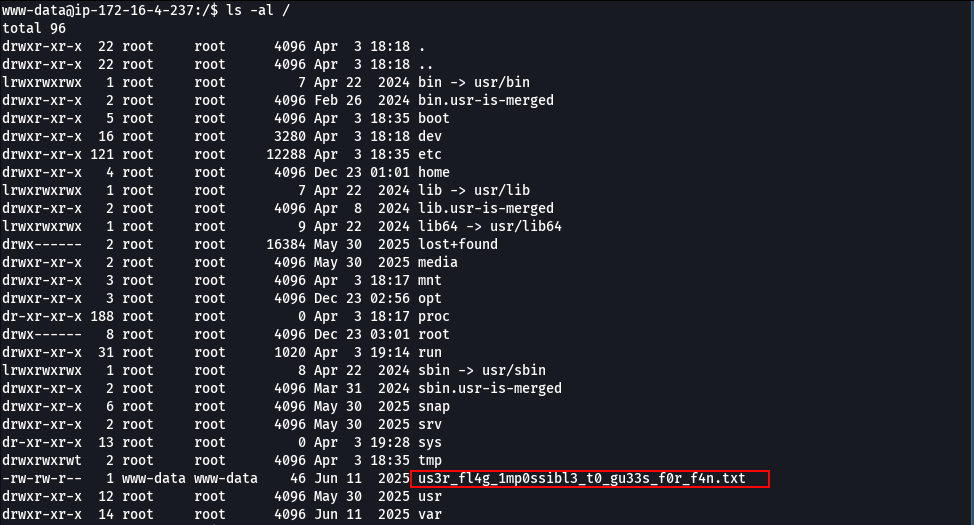 www-data@ip-172-16-4-237:/$ ls -al /
total 96
drwxr-xr-x  22 root     root      4096 Apr  3 18:18 .
drwxr-xr-x  22 root     root      4096 Apr  3 18:18 ..
lrwxrwxrwx   1 root     root         7 Apr 22  2024 bin -> usr/bin
drwxr-xr-x   2 root     root      4096 Feb 26  2024 bin.usr-is-merged
drwxr-xr-x   5 root     root      4096 Apr  3 18:35 boot
drwxr-xr-x  16 root     root      3280 Apr  3 18:18 dev
drwxr-xr-x 121 root     root     12288 Apr  3 18:35 etc
drwxr-xr-x   4 root     root      4096 Dec 23 01:01 home
lrwxrwxrwx   1 root     root         7 Apr 22  2024 lib -> usr/lib
drwxr-xr-x   2 root     root      4096 Apr  8  2024 lib.usr-is-merged
lrwxrwxrwx   1 root     root         9 Apr 22  2024 lib64 -> usr/lib64
drwx------   2 root     root     16384 May 30  2025 lost+found
drwxr-xr-x   2 root     root      4096 May 30  2025 media
drwxr-xr-x   3 root     root      4096 Apr  3 18:17 mnt
drwxr-xr-x   3 root     root      4096 Dec 23 02:56 opt
dr-xr-xr-x 188 root     root         0 Apr  3 18:17 proc
drwx------   8 root     root      4096 Dec 23 03:01 root
drwxr-xr-x  31 root     root      1020 Apr  3 19:14 run
lrwxrwxrwx   1 root     root         8 Apr 22  2024 sbin -> usr/sbin
drwxr-xr-x   2 root     root      4096 Mar 31  2024 sbin.usr-is-merged
drwxr-xr-x   6 root     root      4096 May 30  2025 snap
drwxr-xr-x   2 root     root      4096 May 30  2025 srv
dr-xr-xr-x  13 root     root         0 Apr  3 19:28 sys
drwxrwxrwt   2 root     root      4096 Apr  3 18:35 tmp
-rw-rw-r--   1 www-data www-data    46 Jun 11  2025 us3r_fl4g_1mp0ssibl3_t0_gu33s_f0r_f4n.txt
drwxr-xr-x  12 root     root      4096 May 30  2025 usr
drwxr-xr-x  14 root     root      4096 Jun 11  2025 var